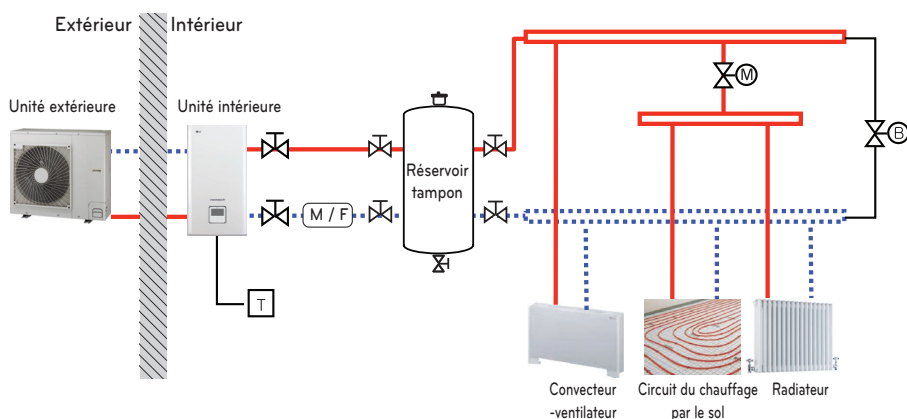 Extérieur
Intérieur
Unité extérieure
Unité intérieure
M
B
Réservoir
tampon
M / F
T
Convecteur
-ventilateur
Circuit du chauffage
par le sol
Radiateur